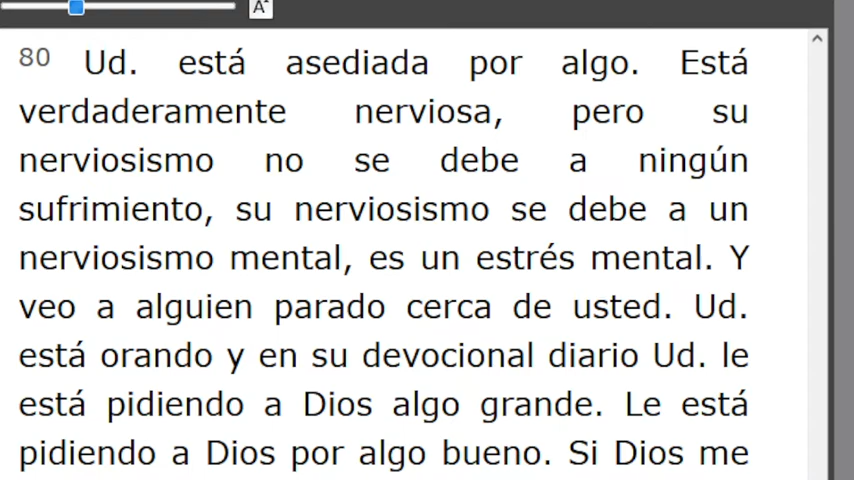 A
80 Ud. está asediada por algo. Está
verdaderamente nerviosa, pero su
nerviosismo no se debe a ningún
sufrimiento, su nerviosismo se debe a un
nerviosismo mental, es un estrés mental. Y
veo a alguien parado cerca de usted. Ud.
está orando y en su devocional diario Ud. le
está pidiendo a Dios algo grande. Le está
pidiendo a Dios por algo bueno. Si Dios me